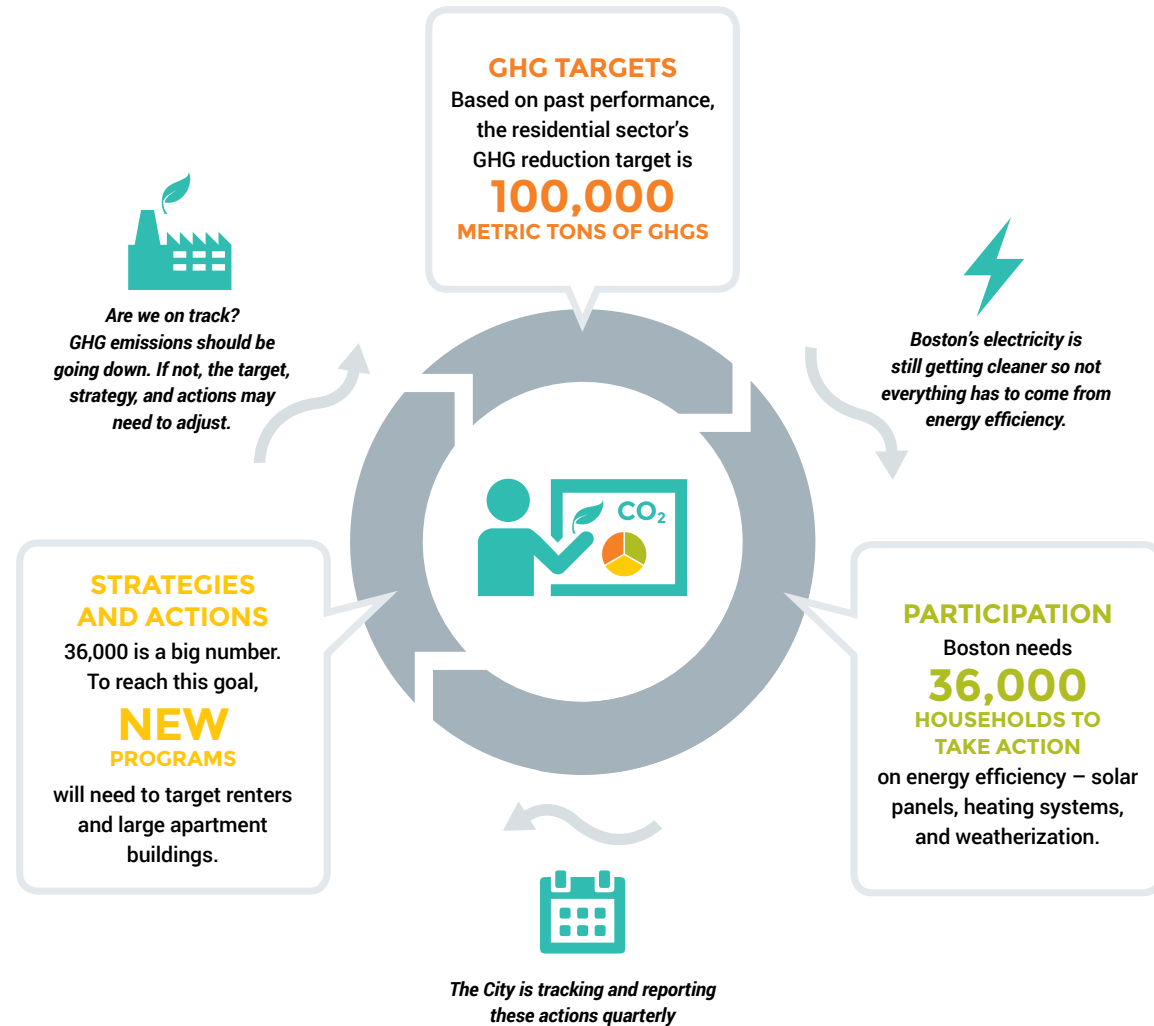 GHG TARGETS
Based on past performance,
the residential sector's
GHG reduction target is
100,000
METRIC TONS OF GHGS
Boston's electricity is
still getting cleaner so not
everything has to come from
energy efficiency.
PARTICIPATION
Boston needs
36,000
HOUSEHOLDS TO
TAKE ACTION
on energy efficiency – solar
panels, heating systems,
and weatherization.
The City is tracking and reporting
these actions quarterly
STRATEGIES
AND ACTIONS
36,000 is a big number.
To reach this goal,
NEW
PROGRAMS
will need to target renters
and large apartment
buildings.
Are we on track?
GHG emissions should be
going down. If not, the target,
strategy, and actions may
need to adjust.
CO₂